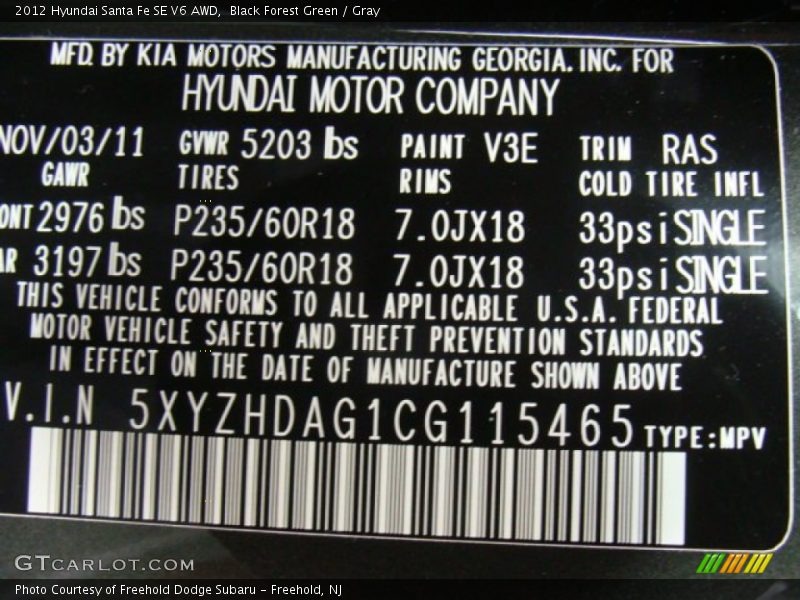 2012 Hyundai Santa Fe SE V6 AWD,  Black Forest Green / Gray
MFD. BY KIA MOTORS MANUFACTURING GEORGIA. INC. FOR
HYUNDAI MOTOR COMPANY
NOV/03/11 GVWR 5203 lbs PAINT V3E TRIM RAS
GAWR TIRES RIMS COLD TIRE INFL
ONT 2976 lbs P235/60R18 7.0JX18 33psi SINGLE
AR 3197 lbs P235/60R18 7.0JX18 33psi SINGLE
THIS VEHICLE CONFORMS TO ALL APPLICABLE U.S.A. FEDERAL
MOTOR VEHICLE SAFETY AND THEFT PREVENTION STANDARDS
IN EFFECT ON THE DATE OF MANUFACTURE SHOWN ABOVE
V.I.N 5XYZHDAG1CG115465 TYPE:MPV
GTCARLOT.COM
Photo Courtesy of Freehold Dodge Subaru – Freehold, NJ